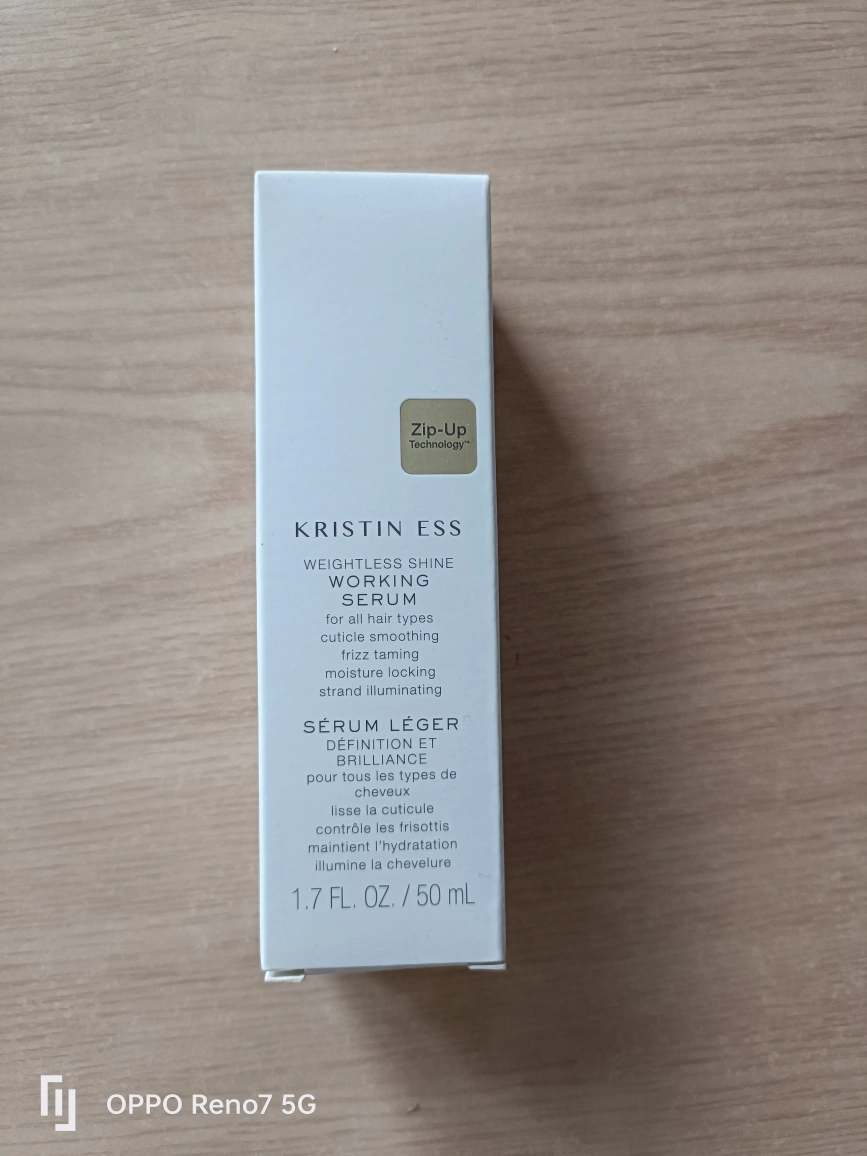 Zip-Up
Technology™
KRISTIN ESS
WEIGHTLESS SHINE
WORKING
SERUM
for all hair types
cuticle smoothing
frizz taming
moisture locking
strand illuminating
SÉRUM LÉGER
DÉFINITION ET
BRILLIANCE
pour tous les types de
cheveux
lisse la cuticule
contrôle les frisottis
maintient l'hydratation
illumine la chevelure
1.7 FL. OZ. / 50 mL
OPPO Reno7 5G